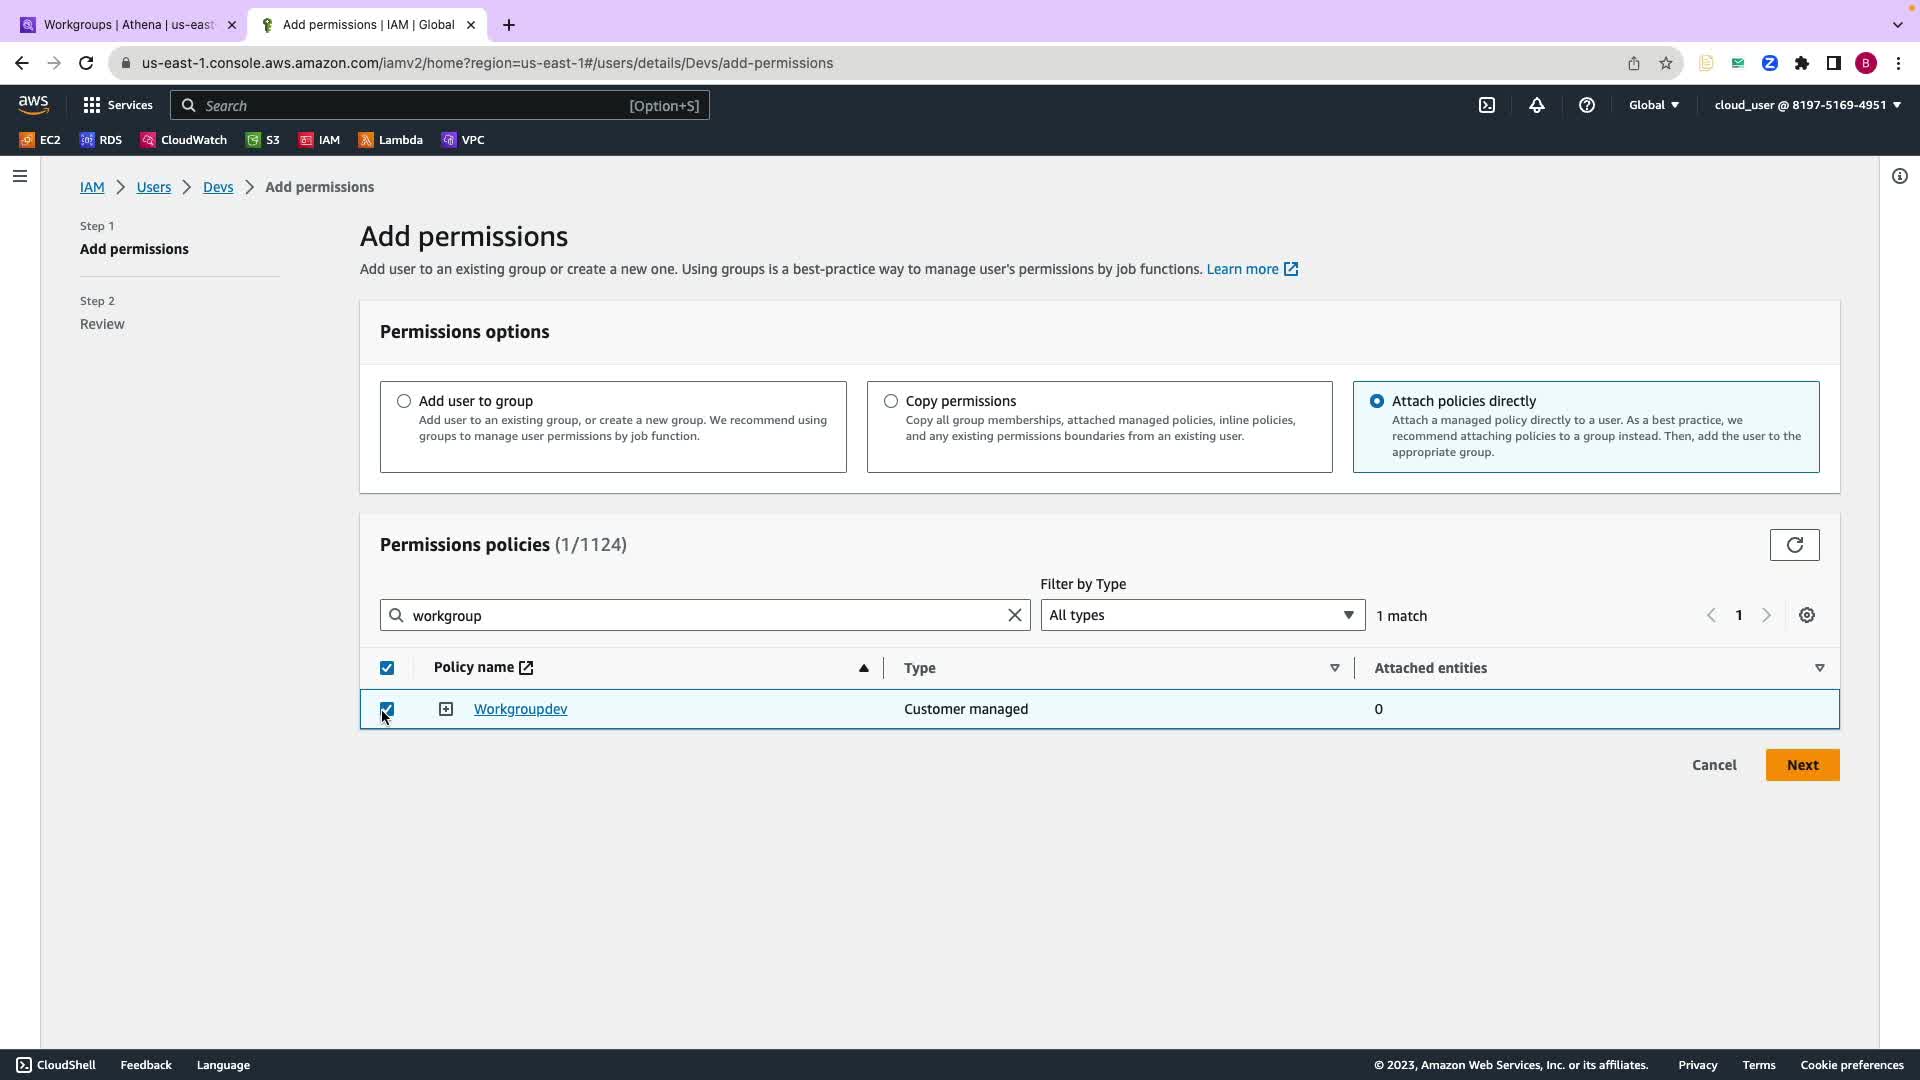 Workgroups | Athena | us-east
Add permissions | IAM | Global
us-east-1.console.aws.amazon.com/iamv2/home?region=us-east-1#/users/details/Devs/add-permissions
B
aws
Services
Search
[Option+S]
Global
cloud_user @ 8197-5169-4951
EC2
RDS
CloudWatch
S3
IAM
Lambda
VPC
IAM > Users > Devs > Add permissions
Step 1
Add permissions
Step 2
Review
Add permissions
Add user to an existing group or create a new one. Using groups is a best-practice way to manage user's permissions by job functions. Learn more
Permissions options
Add user to group
Add user to an existing group, or create a new group. We recommend using
groups to manage user permissions by job function.
Copy permissions
Copy all group memberships, attached managed policies, inline policies,
and any existing permissions boundaries from an existing user.
Attach policies directly
Attach a managed policy directly to a user. As a best practice, we
recommend attaching policies to a group instead. Then, add the user to the
appropriate group.
Permissions policies (1/1124)
Filter by Type
workgroup
All types
1 match
1
Policy name
Type
Attached entities
Workgroupdev
Customer managed
0
Cancel
Next
CloudShell
Feedback
Language
© 2023, Amazon Web Services, Inc. or its affiliates.
Privacy
Terms
Cookie preferences